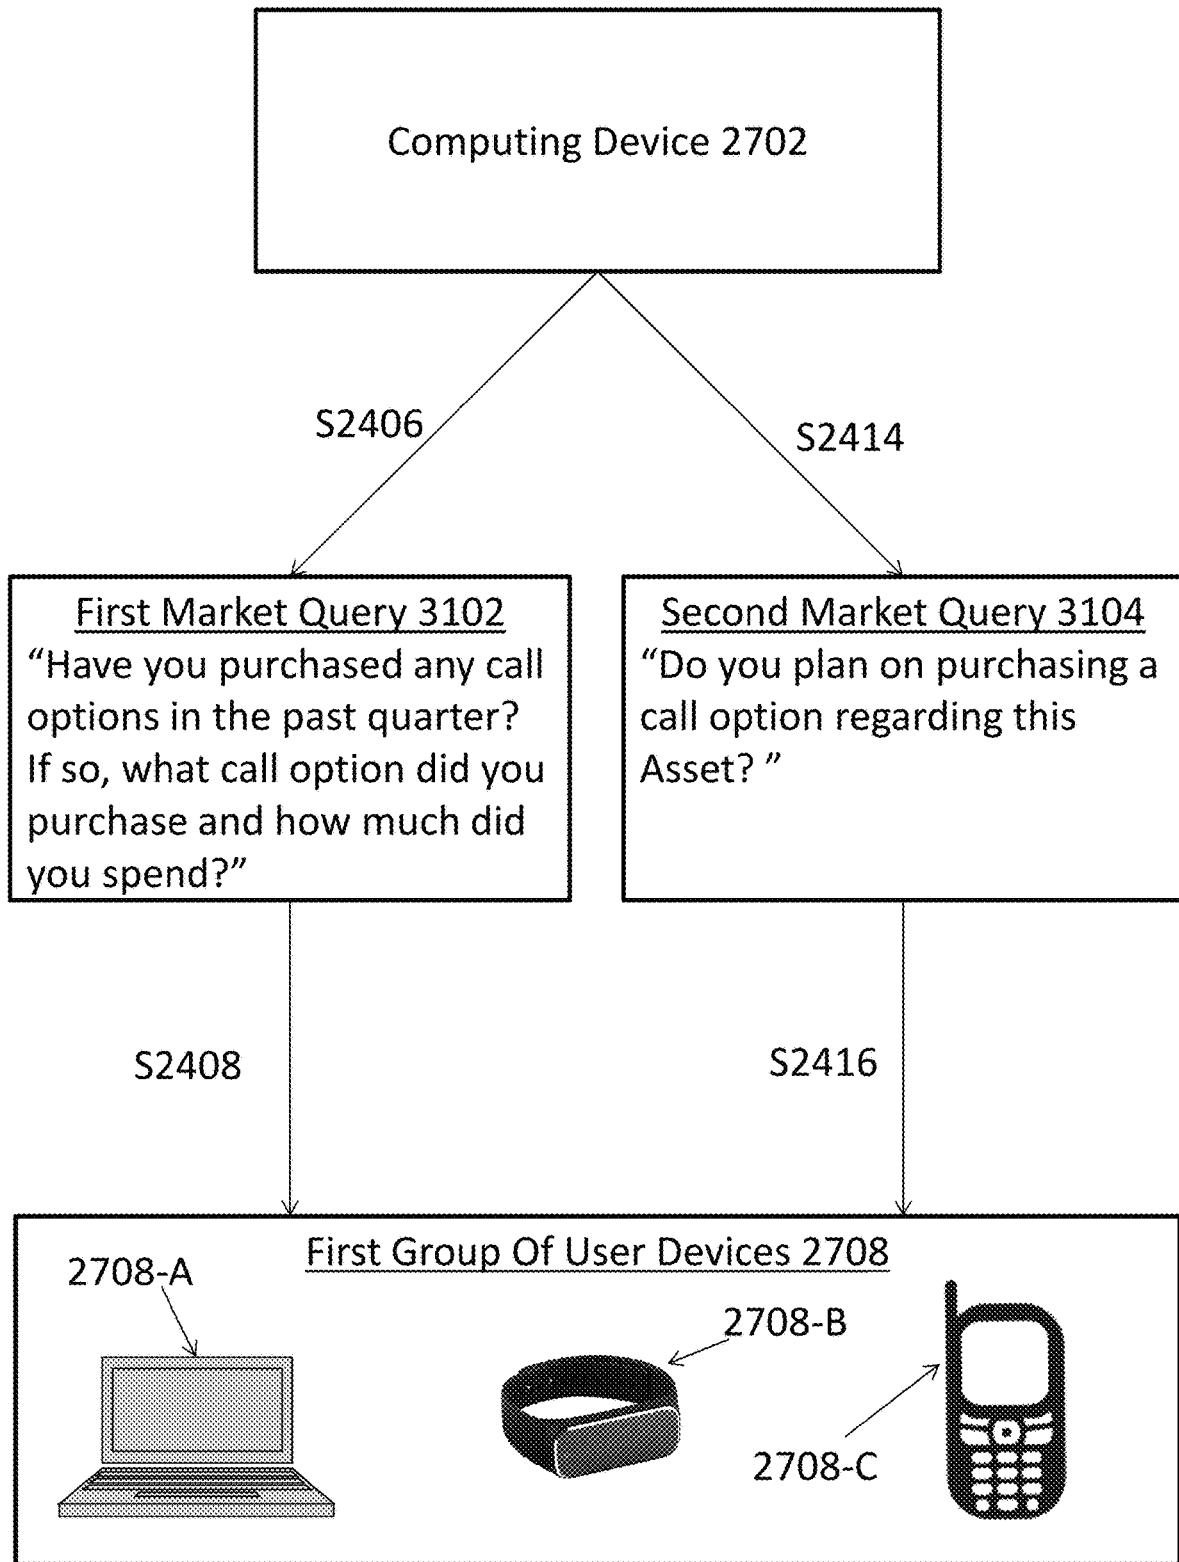 Computing Device 2702
S2406
S2414
First Market Query 3102
“Have you purchased any call
options in the past quarter?
If so, what call option did you
purchase and how much did
you spend?”
Second Market Query 3104
“Do you plan on purchasing a
call option regarding this
Asset? ”
S2408
S2416
First Group Of User Devices 2708
2708-A
2708-B
2708-C